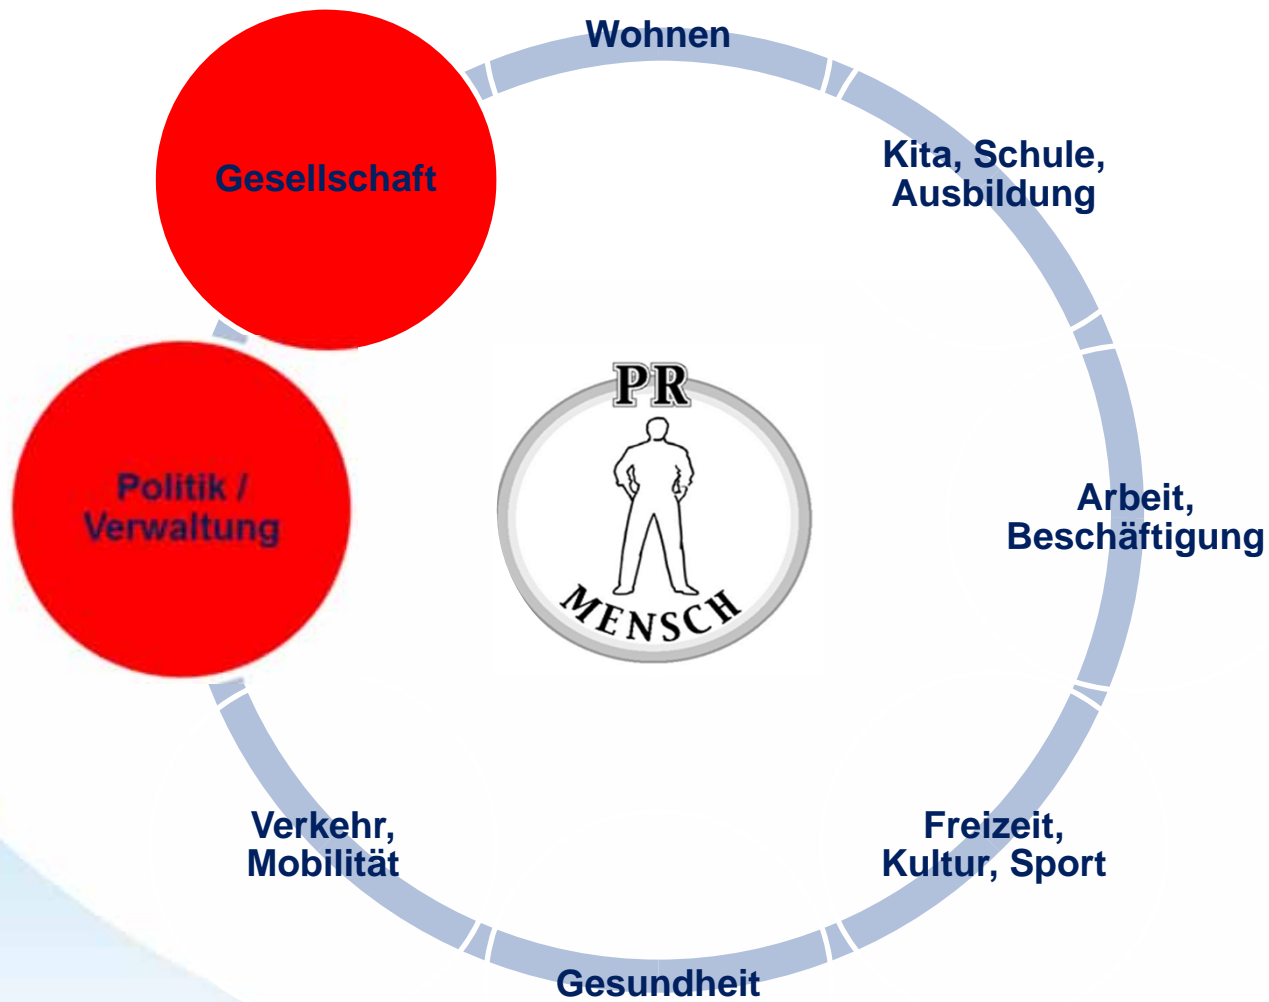 Wohnen
Gesellschaft
Kita, Schule,
Ausbildung
PR
MENSCH
Politik /
Verwaltung
Arbeit,
Beschäftigung
Verkehr,
Mobilität
Freizeit,
Kultur, Sport
Gesundheit